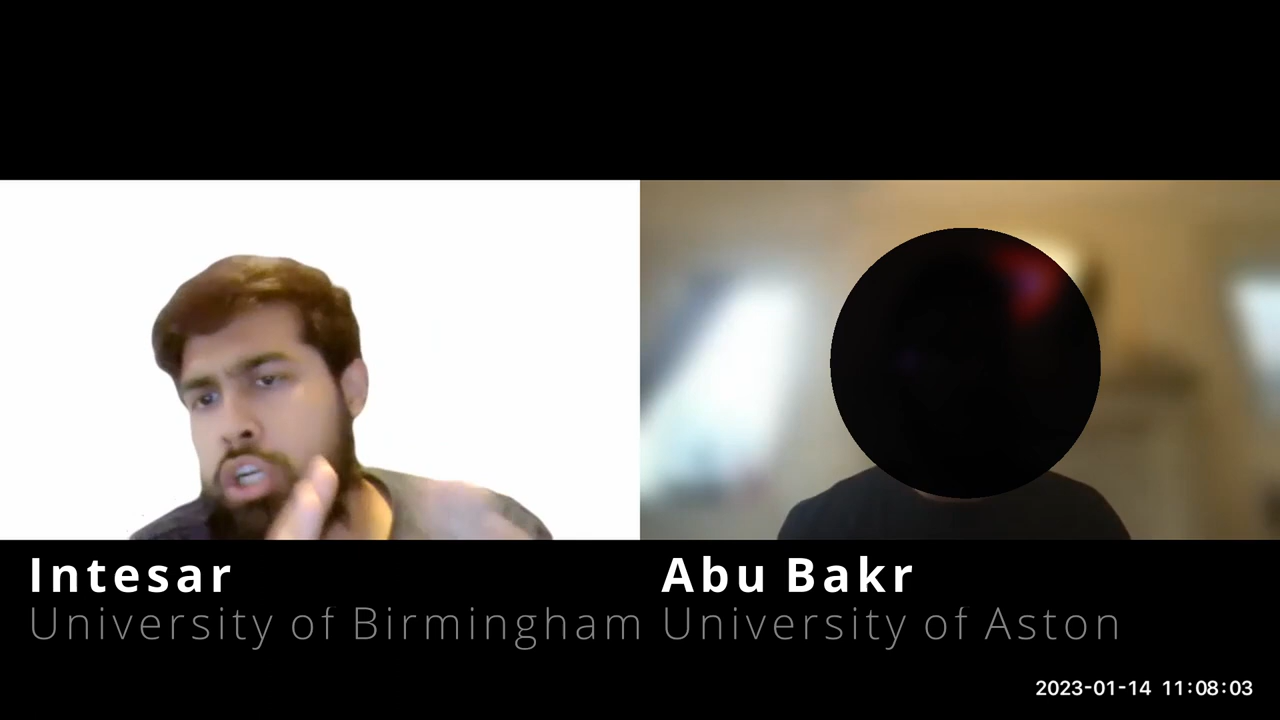 Intesar
University of Birmingham
Abu Bakr
University of Aston
2023-01-14 11:08:03